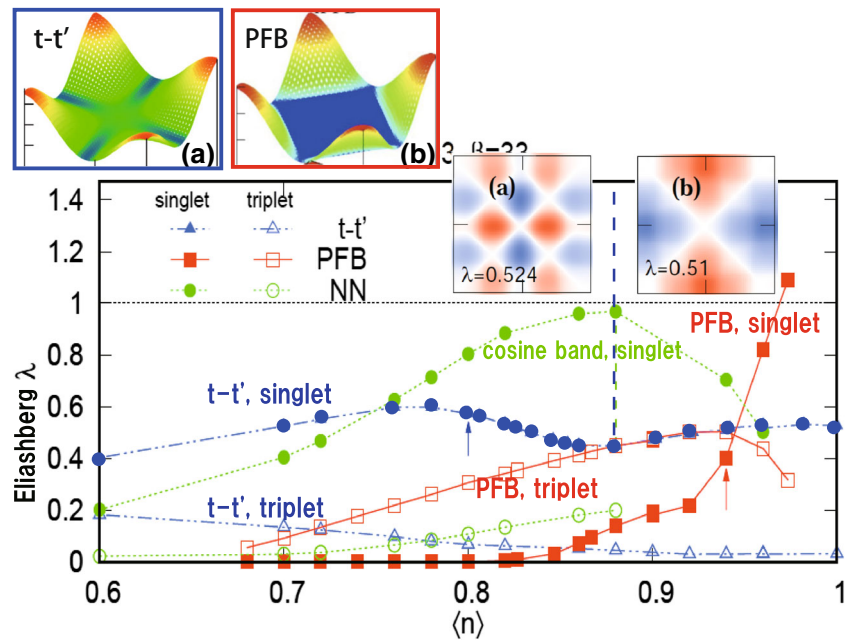 t-t′
PFB
(a)
(b)
(a)
(b)
λ=0.524
λ=0.51
singlet
triplet
t-t′
PFB
NN
PFB, singlet
cosine band, singlet
t-t′, singlet
PFB, triplet
t-t′, triplet
Eliashberg λ
1.4
1.2
1
0.8
0.6
0.4
0.2
0
0.6
0.7
0.8
0.9
1
⟨n⟩